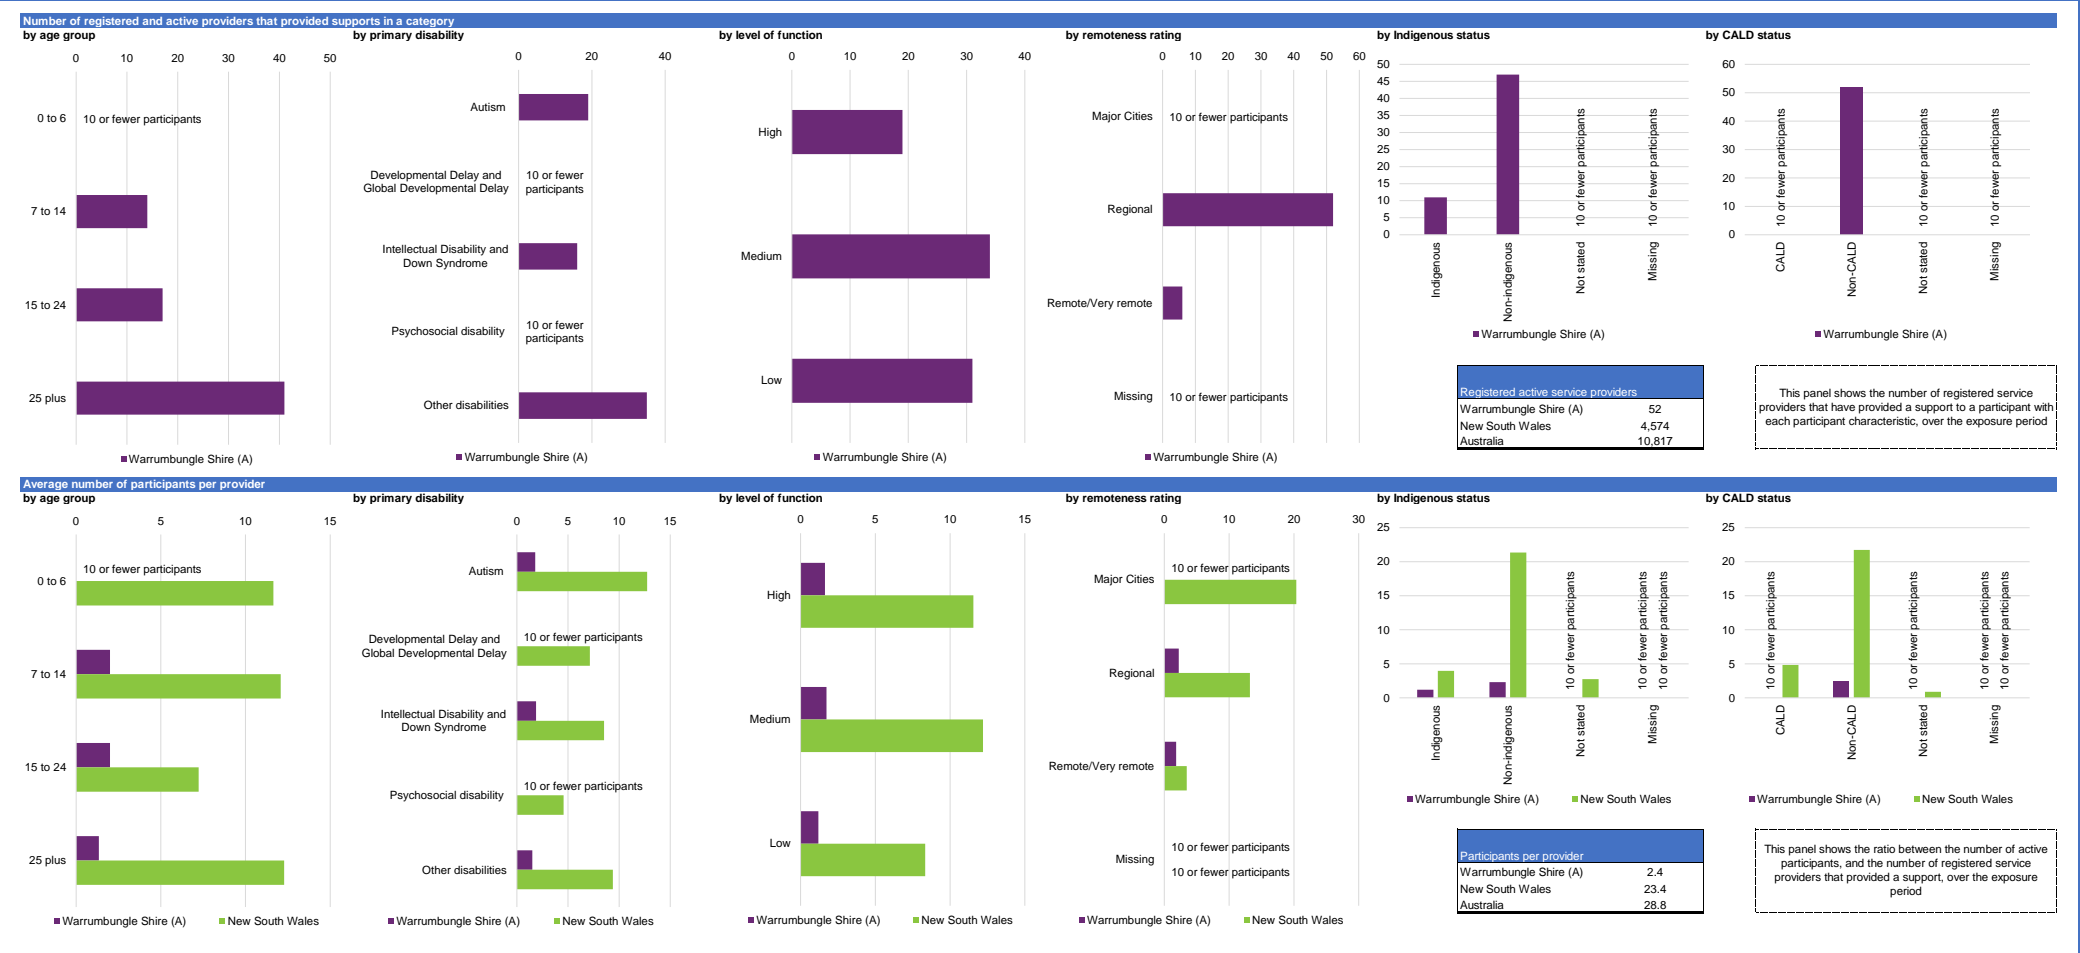 Number of registered and active providers that provided supports in a category
by age group
0 10 20 30 40 50
0 to 6
10 or fewer participants
7 to 14
15 to 24
25 plus
Warrumbungle Shire (A)
by primary disability
0 20 40
Autism
Developmental Delay and
Global Developmental Delay
10 or fewer
participants
Intellectual Disability and
Down Syndrome
Psychosocial disability
10 or fewer
participants
Other disabilities
Warrumbungle Shire (A)
by level of function
0 10 20 30 40
High
Medium
Low
Warrumbungle Shire (A)
by remoteness rating
0 10 20 30 40 50 60
Major Cities
10 or fewer participants
Regional
Remote/Very remote
Missing
10 or fewer participants
Warrumbungle Shire (A)
by Indigenous status
50
45
40
35
30
25
20
15
10
5
0
10 or fewer participants
10 or fewer participants
Indigenous
Non-indigenous
Not stated
Missing
Warrumbungle Shire (A)
by CALD status
60
50
40
30
20
10
0
10 or fewer participants
10 or fewer participants
10 or fewer participants
CALD
Non-CALD
Not stated
Missing
Warrumbungle Shire (A)
Registered active service providers
Warrumbungle Shire (A) 52
New South Wales 4,574
Australia 10,817
This panel shows the number of registered service
providers that have provided a support to a participant with
each participant characteristic, over the exposure period
Average number of participants per provider
by age group
0 5 10 15
0 to 6
10 or fewer participants
7 to 14
15 to 24
25 plus
Warrumbungle Shire (A) New South Wales
by primary disability
0 5 10 15
Autism
Developmental Delay and
Global Developmental Delay
10 or fewer participants
Intellectual Disability and
Down Syndrome
Psychosocial disability
10 or fewer participants
Other disabilities
Warrumbungle Shire (A) New South Wales
by level of function
0 5 10 15
High
Medium
Low
Warrumbungle Shire (A) New South Wales
by remoteness rating
0 10 20 30
Major Cities
10 or fewer participants
Regional
Remote/Very remote
Missing
10 or fewer participants
10 or fewer participants
Warrumbungle Shire (A) New South Wales
by Indigenous status
25
20
15
10
5
0
10 or fewer participants
10 or fewer participants
10 or fewer participants
Indigenous
Non-indigenous
Not stated
Missing
Warrumbungle Shire (A) New South Wales
by CALD status
25
20
15
10
5
0
10 or fewer participants
10 or fewer participants
10 or fewer participants
10 or fewer participants
CALD
Non-CALD
Not stated
Missing
Warrumbungle Shire (A) New South Wales
Participants per provider
Warrumbungle Shire (A) 2.4
New South Wales 23.4
Australia 28.8
This panel shows the ratio between the number of active
participants, and the number of registered service
providers that provided a support, over the exposure
period